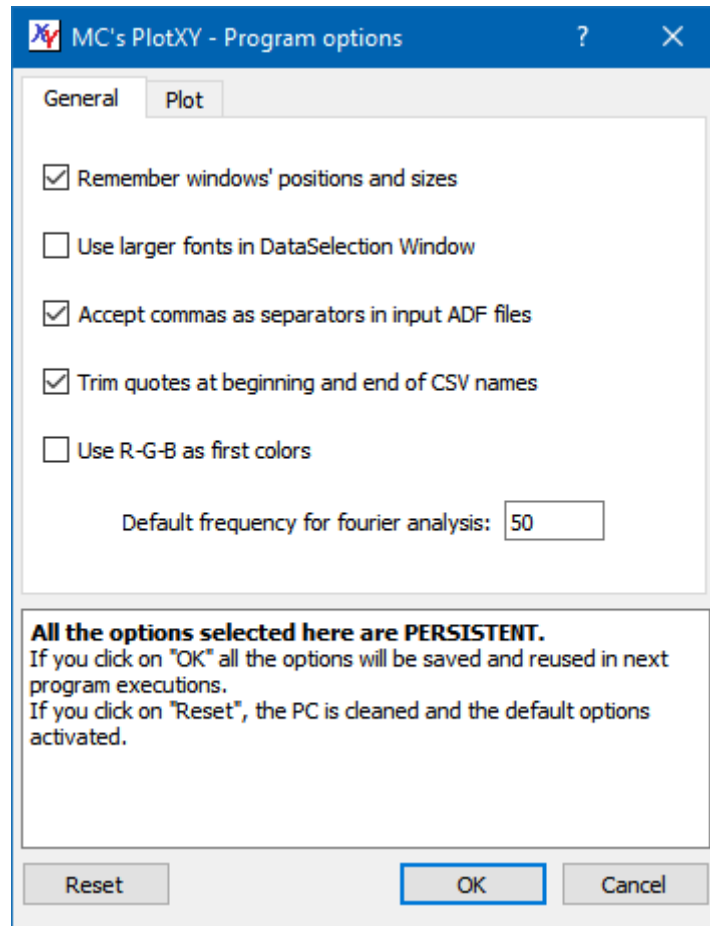 MC's PlotXY - Program options
General
Plot
Remember windows' positions and sizes
Use larger fonts in DataSelection Window
Accept commas as separators in input ADF files
Trim quotes at beginning and end of CSV names
Use R-G-B as first colors
Default frequency for fourier analysis: 50
All the options selected here are PERSISTENT.
If you click on "OK" all the options will be saved and reused in next
program executions.
If you click on "Reset", the PC is cleaned and the default options
activated.
Reset
OK
Cancel